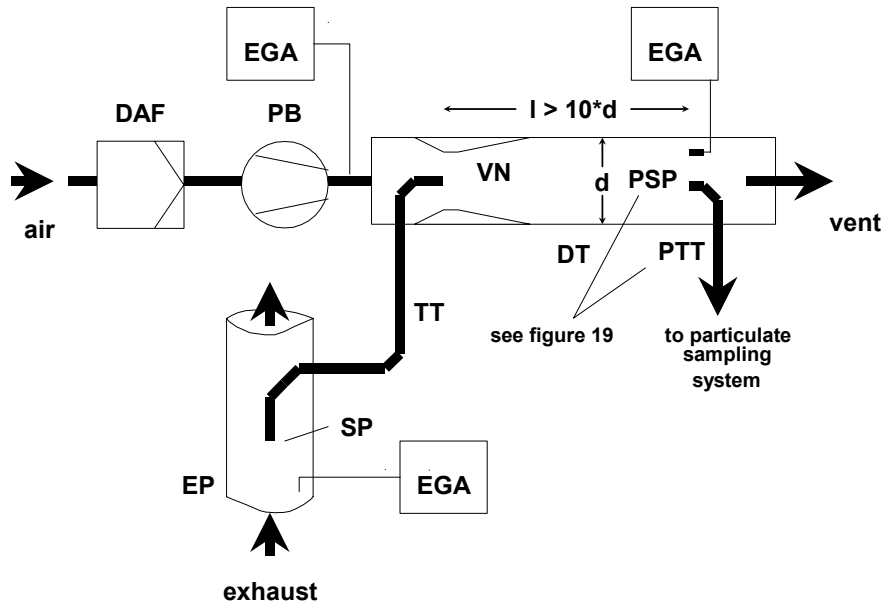 EGA
EGA
DAF
PB
l > 10*d
VN
d
PSP
air
vent
DT
PTT
TT
see figure 19
to particulate
sampling
system
SP
EP
EGA
exhaust